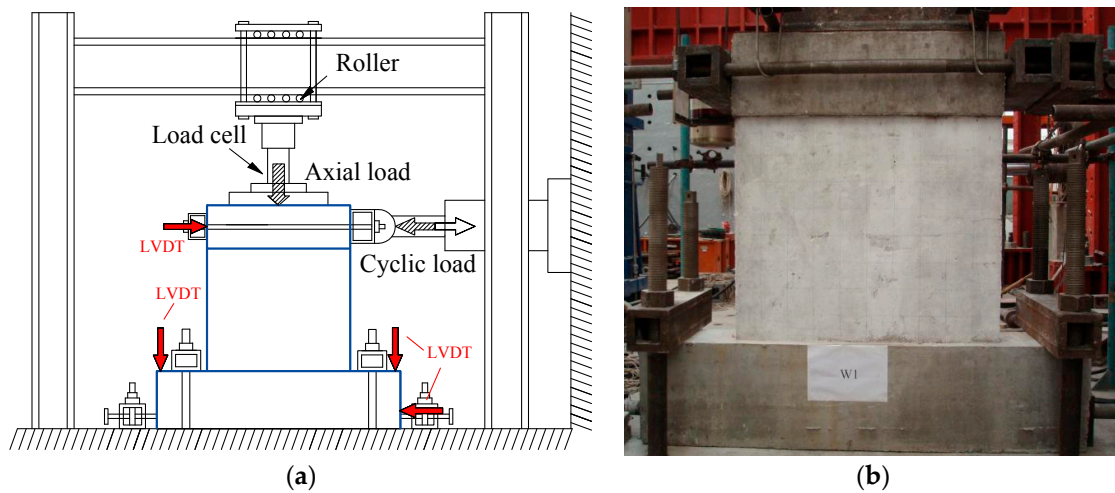 Roller
Load cell
Axial load
LVDT
Cyclic load
LVDT
LVDT
W1
(a)
(b)